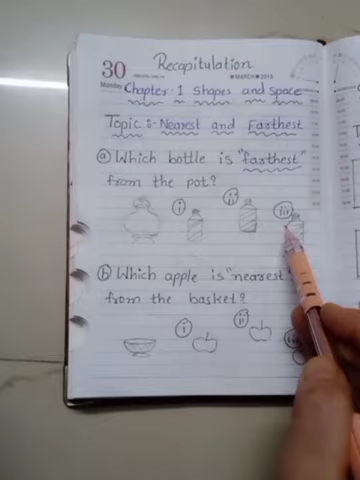 Recapitulation
30
MARCH 2015
Monday
Chapter:1 Shapes and Space
Topic:- Nearest and Farthest
(a) Which bottle is "farthest"
from the pot?
(i)
(ii)
(iii)
(b) Which apple is "nearest"
from the basket?
(i)
(ii)